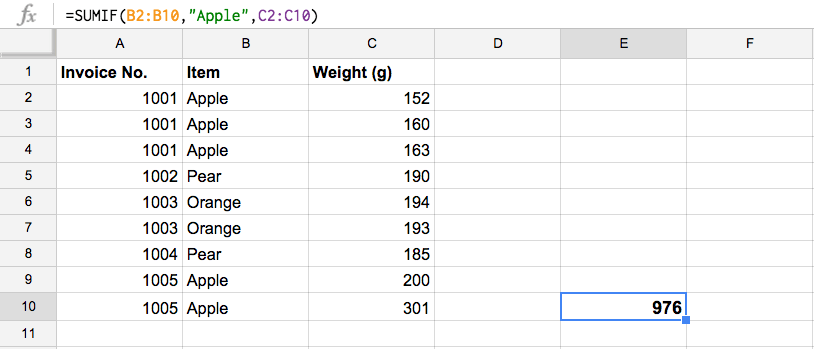 fx =SUMIF(B2:B10,"Apple",C2:C10)
A B C D E F
1 Invoice No. Item Weight (g)
2 1001 Apple 152
3 1001 Apple 160
4 1001 Apple 163
5 1002 Pear 190
6 1003 Orange 194
7 1003 Orange 193
8 1004 Pear 185
9 1005 Apple 200
10 1005 Apple 301 976
11